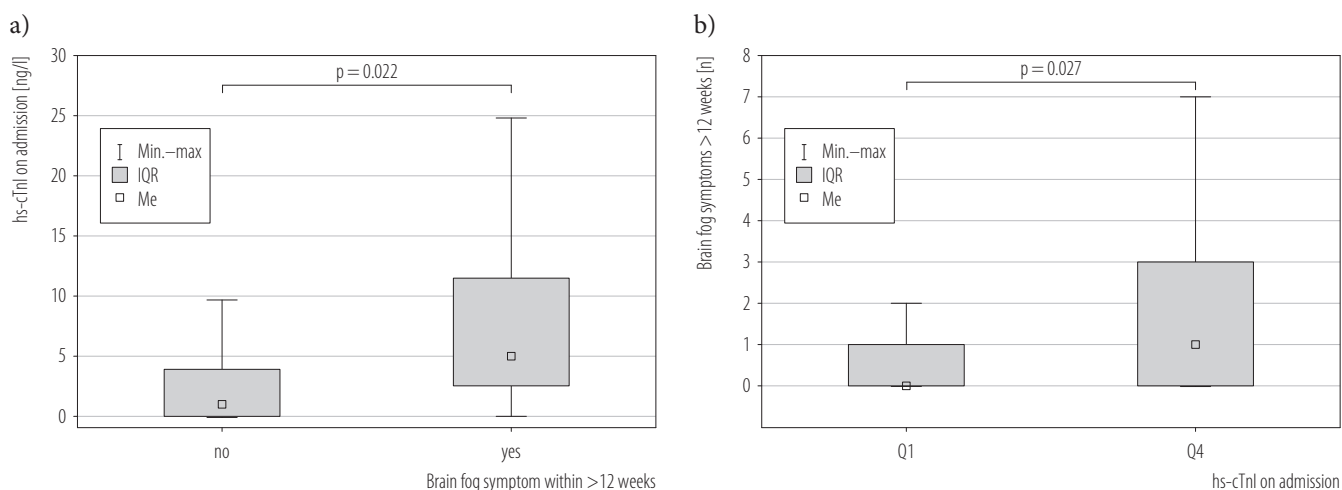 a)
hs-cTnI on admission [ng/l]
30
25
20
15
10
5
0
p = 0.022
Min.–max
IQR
Me
no
yes
Brain fog symptom within >12 weeks
b)
Brain fog symptoms >12 weeks [n]
8
7
6
5
4
3
2
1
0
p = 0.027
Min.–max
IQR
Me
Q1
Q4
hs-cTnI on admission